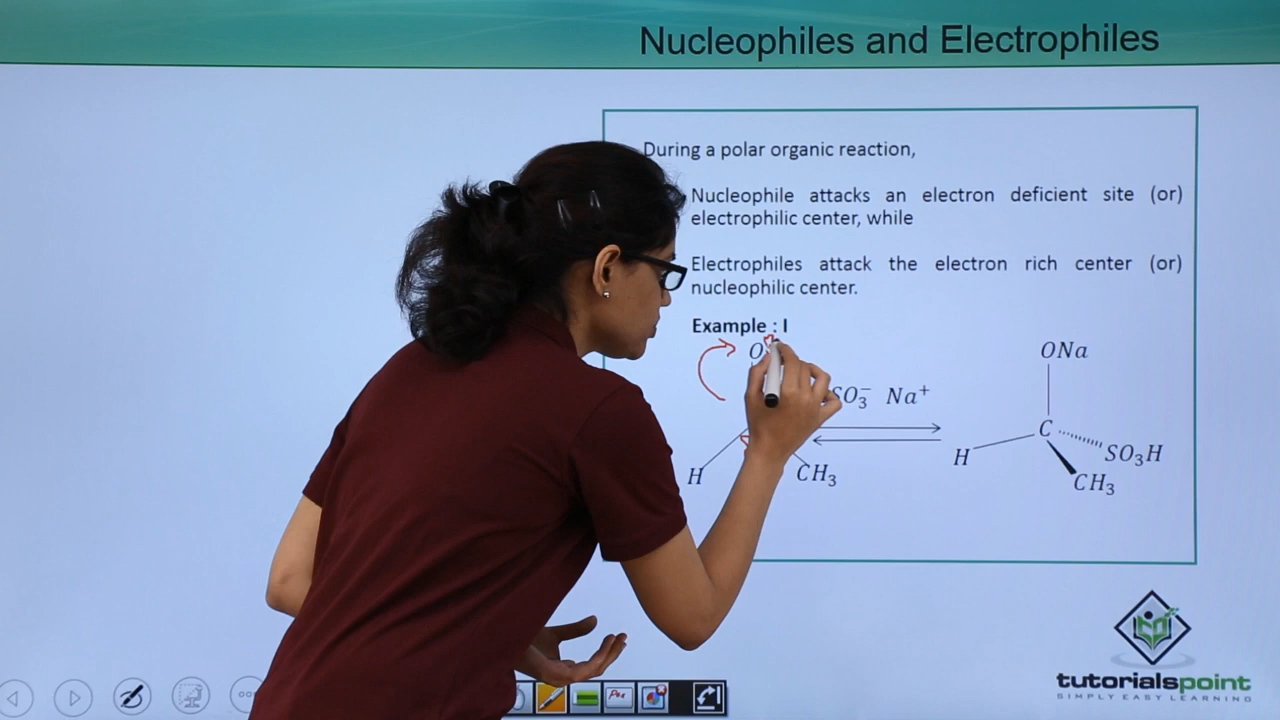 Nucleophiles and Electrophiles
During a polar organic reaction,
Nucleophile attacks an electron deficient site (or)
electrophilic center, while
Electrophiles attack the electron rich center (or)
nucleophilic center.
Example : I
O
SO₃⁻ Na⁺
H
CH₃
ONa
C
H
SO₃H
CH₃
tutorialspoint
SIMPLY EASY LEARNING